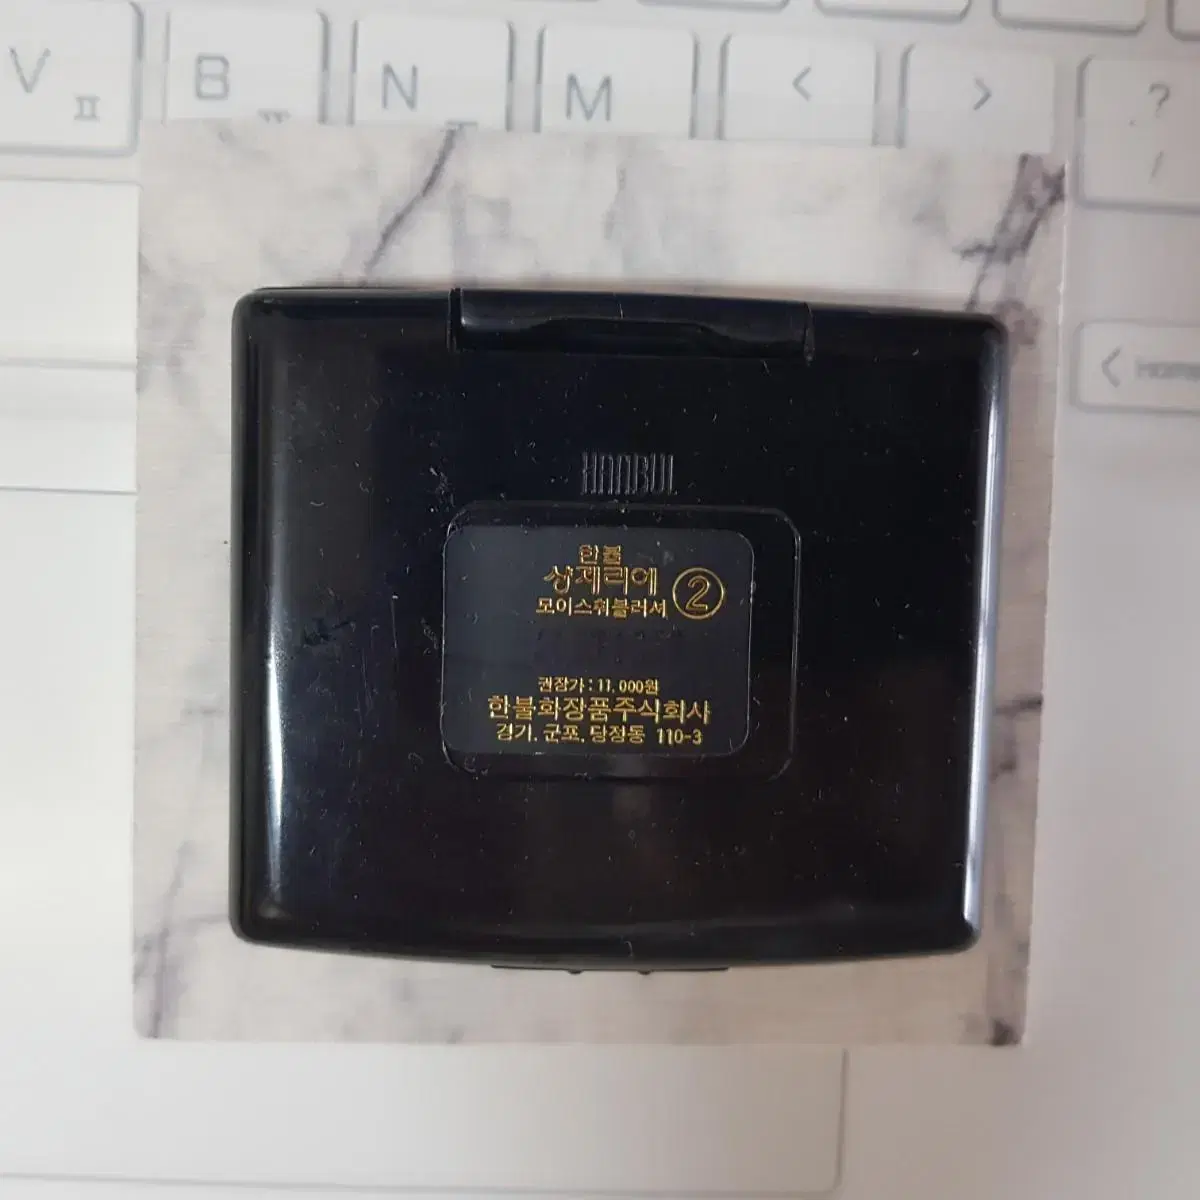 V ㅍ
B ㅠ
N ㅜ
M
<
>
?
/
< HOME
HANBUL
한불
상제리에 ②
모이스춰블러셔
권장가:11,000원
한불화장품주식회사
경기. 군포. 당정동 110-3